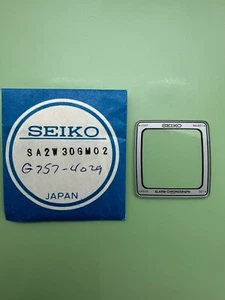 SEIKO
SA2W30GM02
G757-4029
JAPAN
SEIKO
ALARM CHRONOGRAPH